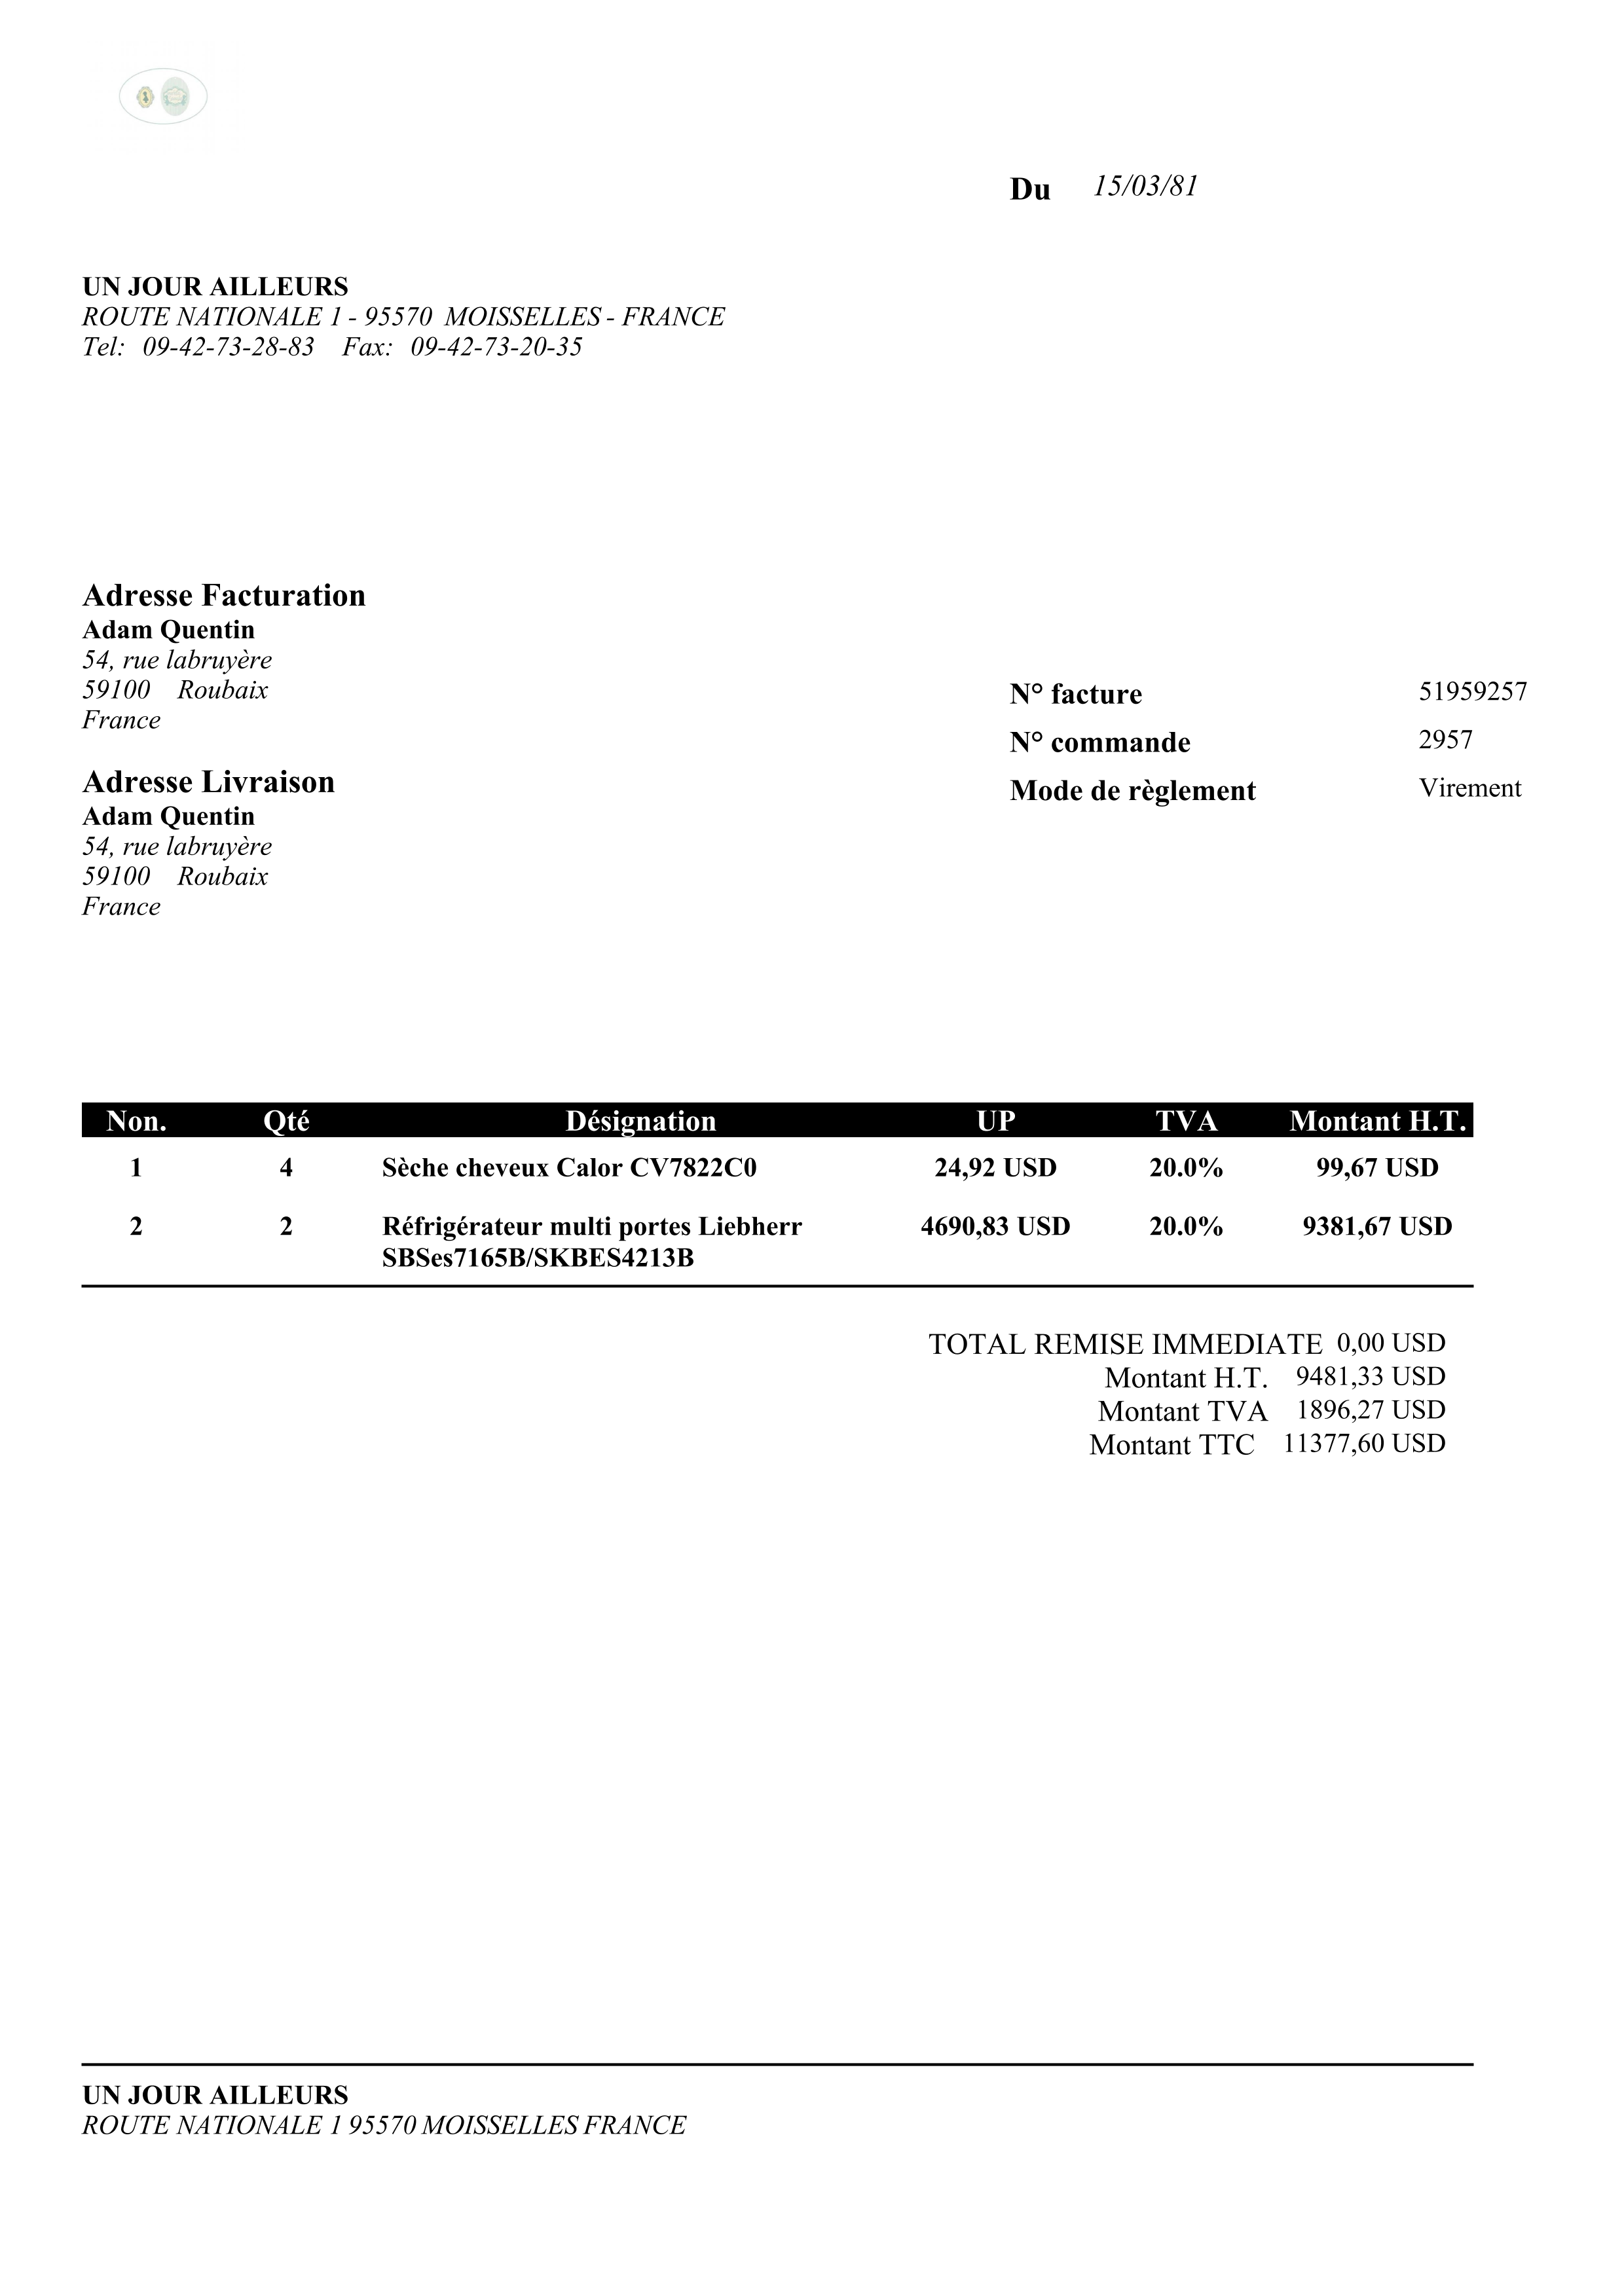 Du 15/03/81
UN JOUR AILLEURS
ROUTE NATIONALE 1 - 95570 MOISSELLES - FRANCE
Tel: 09-42-73-28-83 Fax: 09-42-73-20-35
Adresse Facturation
Adam Quentin
54, rue labruyère
59100 Roubaix
France
N° facture 51959257
N° commande 2957
Mode de règlement Virement
Adresse Livraison
Adam Quentin
54, rue labruyère
59100 Roubaix
France
Non. Qté Désignation UP TVA Montant H.T.
1 4 Sèche cheveux Calor CV7822C0 24,92 USD 20.0% 99,67 USD
2 2 Réfrigérateur multi portes Liebherr 4690,83 USD 20.0% 9381,67 USD
SBSes7165B/SKBES4213B
TOTAL REMISE IMMEDIATE 0,00 USD
Montant H.T. 9481,33 USD
Montant TVA 1896,27 USD
Montant TTC 11377,60 USD
UN JOUR AILLEURS
ROUTE NATIONALE 1 95570 MOISSELLES FRANCE